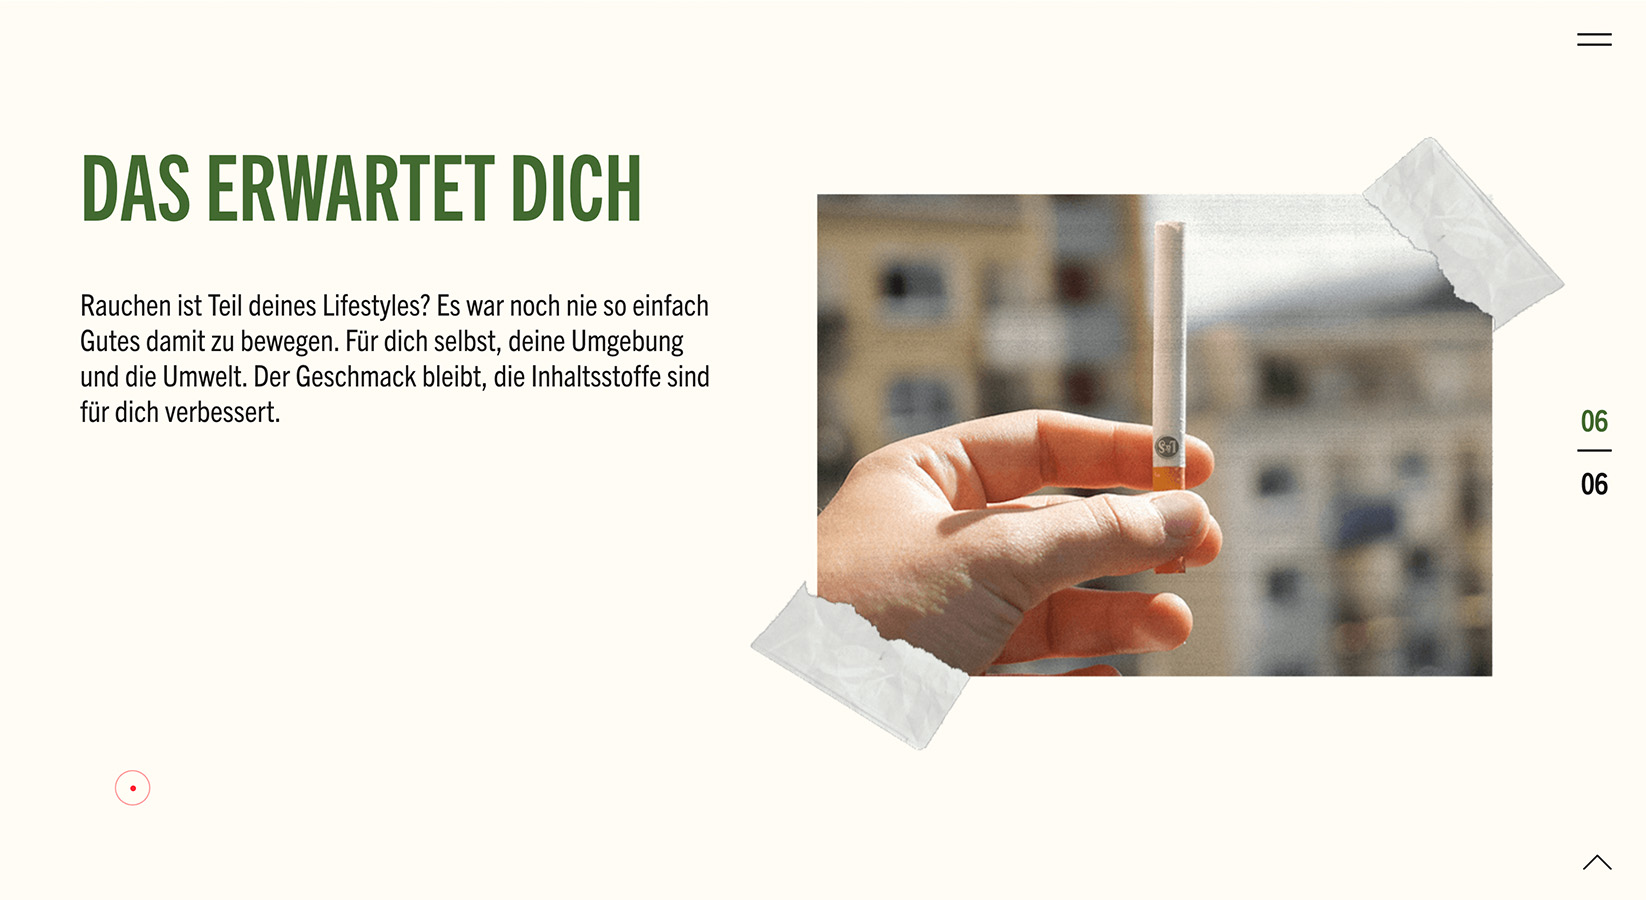 DAS ERWARTET DICH
Rauchen ist Teil deines Lifestyles? Es war noch nie so einfach
Gutes damit zu bewegen. Für dich selbst, deine Umgebung
und die Umwelt. Der Geschmack bleibt, die Inhaltsstoffe sind
für dich verbessert.
06
06